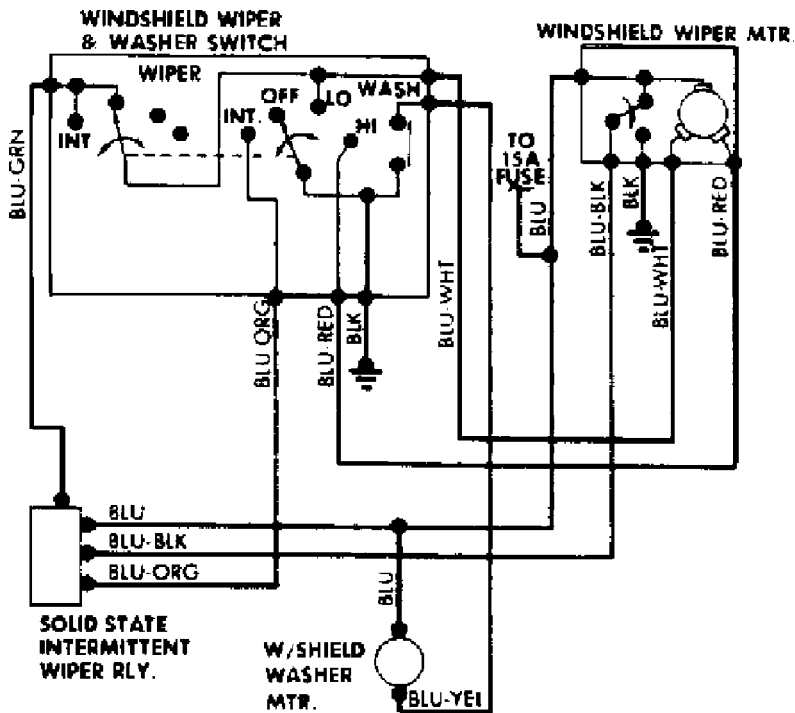 WINDSHIELD WIPER
& WASHER SWITCH
WINDSHIELD WIPER MTR.
WIPER
OFF
LO
WASH
INT
INT.
HI
TO
15A
FUSE
BLU-GRN
BLU
BLU-BLK
BLK
BLU-WHT
BLU-RED
BLU ORG
BLU-RED
BLK
BLU-WHT
BLU
BLU-BLK
BLU-ORG
BLU
SOLID STATE
INTERMITTENT
WIPER RLY.
W/SHIELD
WASHER
MTR.
BLU-YEL